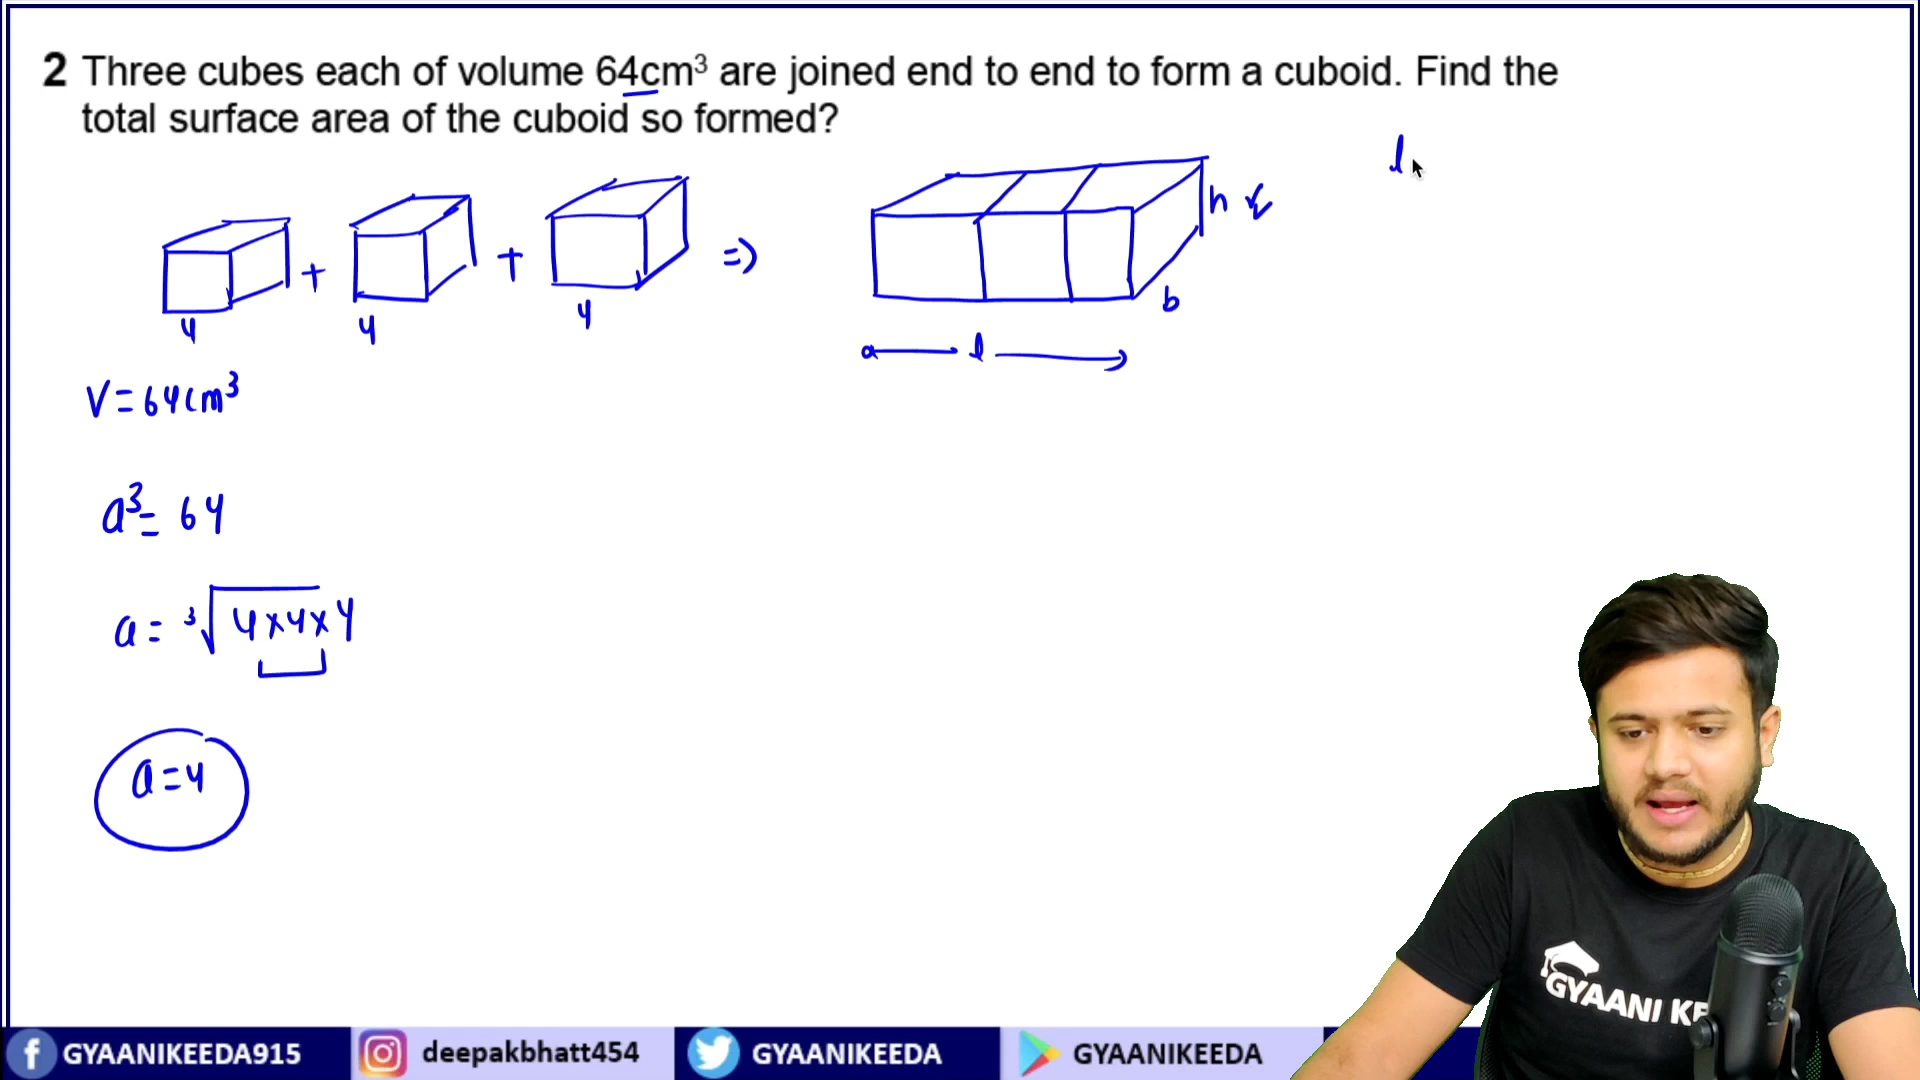 2 Three cubes each of volume 64cm³ are joined end to end to form a cuboid. Find the
total surface area of the cuboid so formed?
l
h
+ + =>
4 4 4
b
l
V=64cm³
a³= 64
a= ³√4×4×4
a=4
GYAANI KE
GYAANIKEEDA915 deepakbhatt454 GYAANIKEEDA GYAANIKEEDA